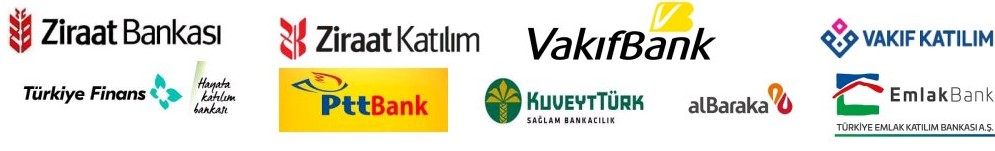 Ziraat Bankası
Ziraat Katılım
VakıfBank
VAKIF KATILIM
Türkiye Finans
Hayata
katılım
bankası
PttBank
KUVEYTTÜRK
SAĞLAM BANKACILIK
alBaraka
EmlakBank
TÜRKİYE EMLAK KATILIM BANKASI A.Ş.